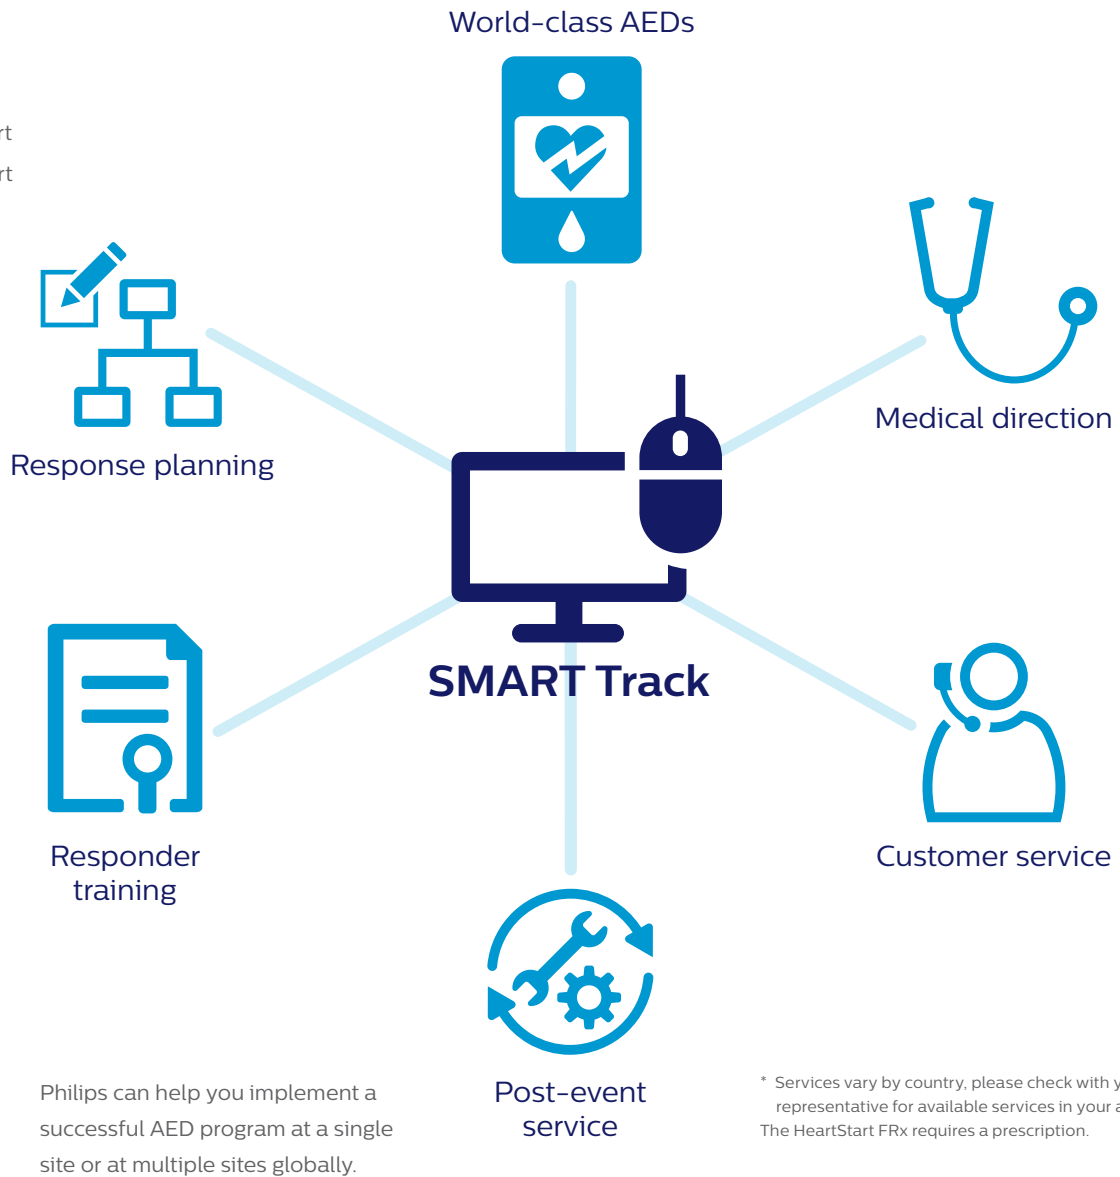 World-class AEDs
Medical direction
Response planning
SMART Track
Responder
training
Customer service
Post-event
service
Philips can help you implement a
successful AED program at a single
site or at multiple sites globally.
* Services vary by country, please check with
representative for available services in your
The HeartStart FRx requires a prescription.